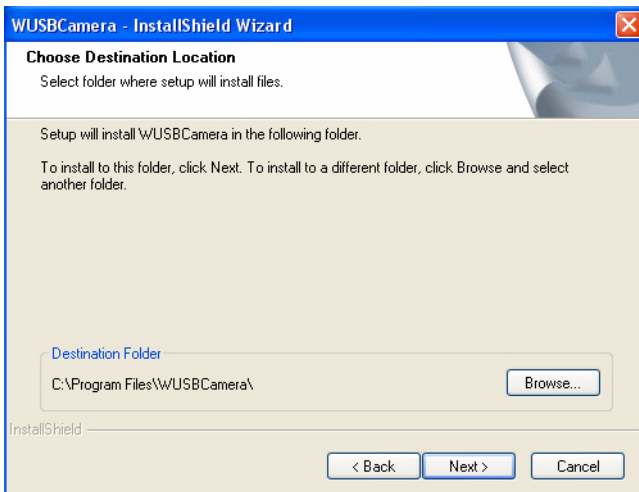 WUSBCamera - InstallShield Wizard
Choose Destination Location
Select folder where setup will install files.
Setup will install WUSBCamera in the following folder.
To install to this folder, click Next. To install to a different folder, click Browse and select
another folder.
Destination Folder
C:\Program Files\WUSBCamera\
Browse...
InstallShield
< Back
Next >
Cancel